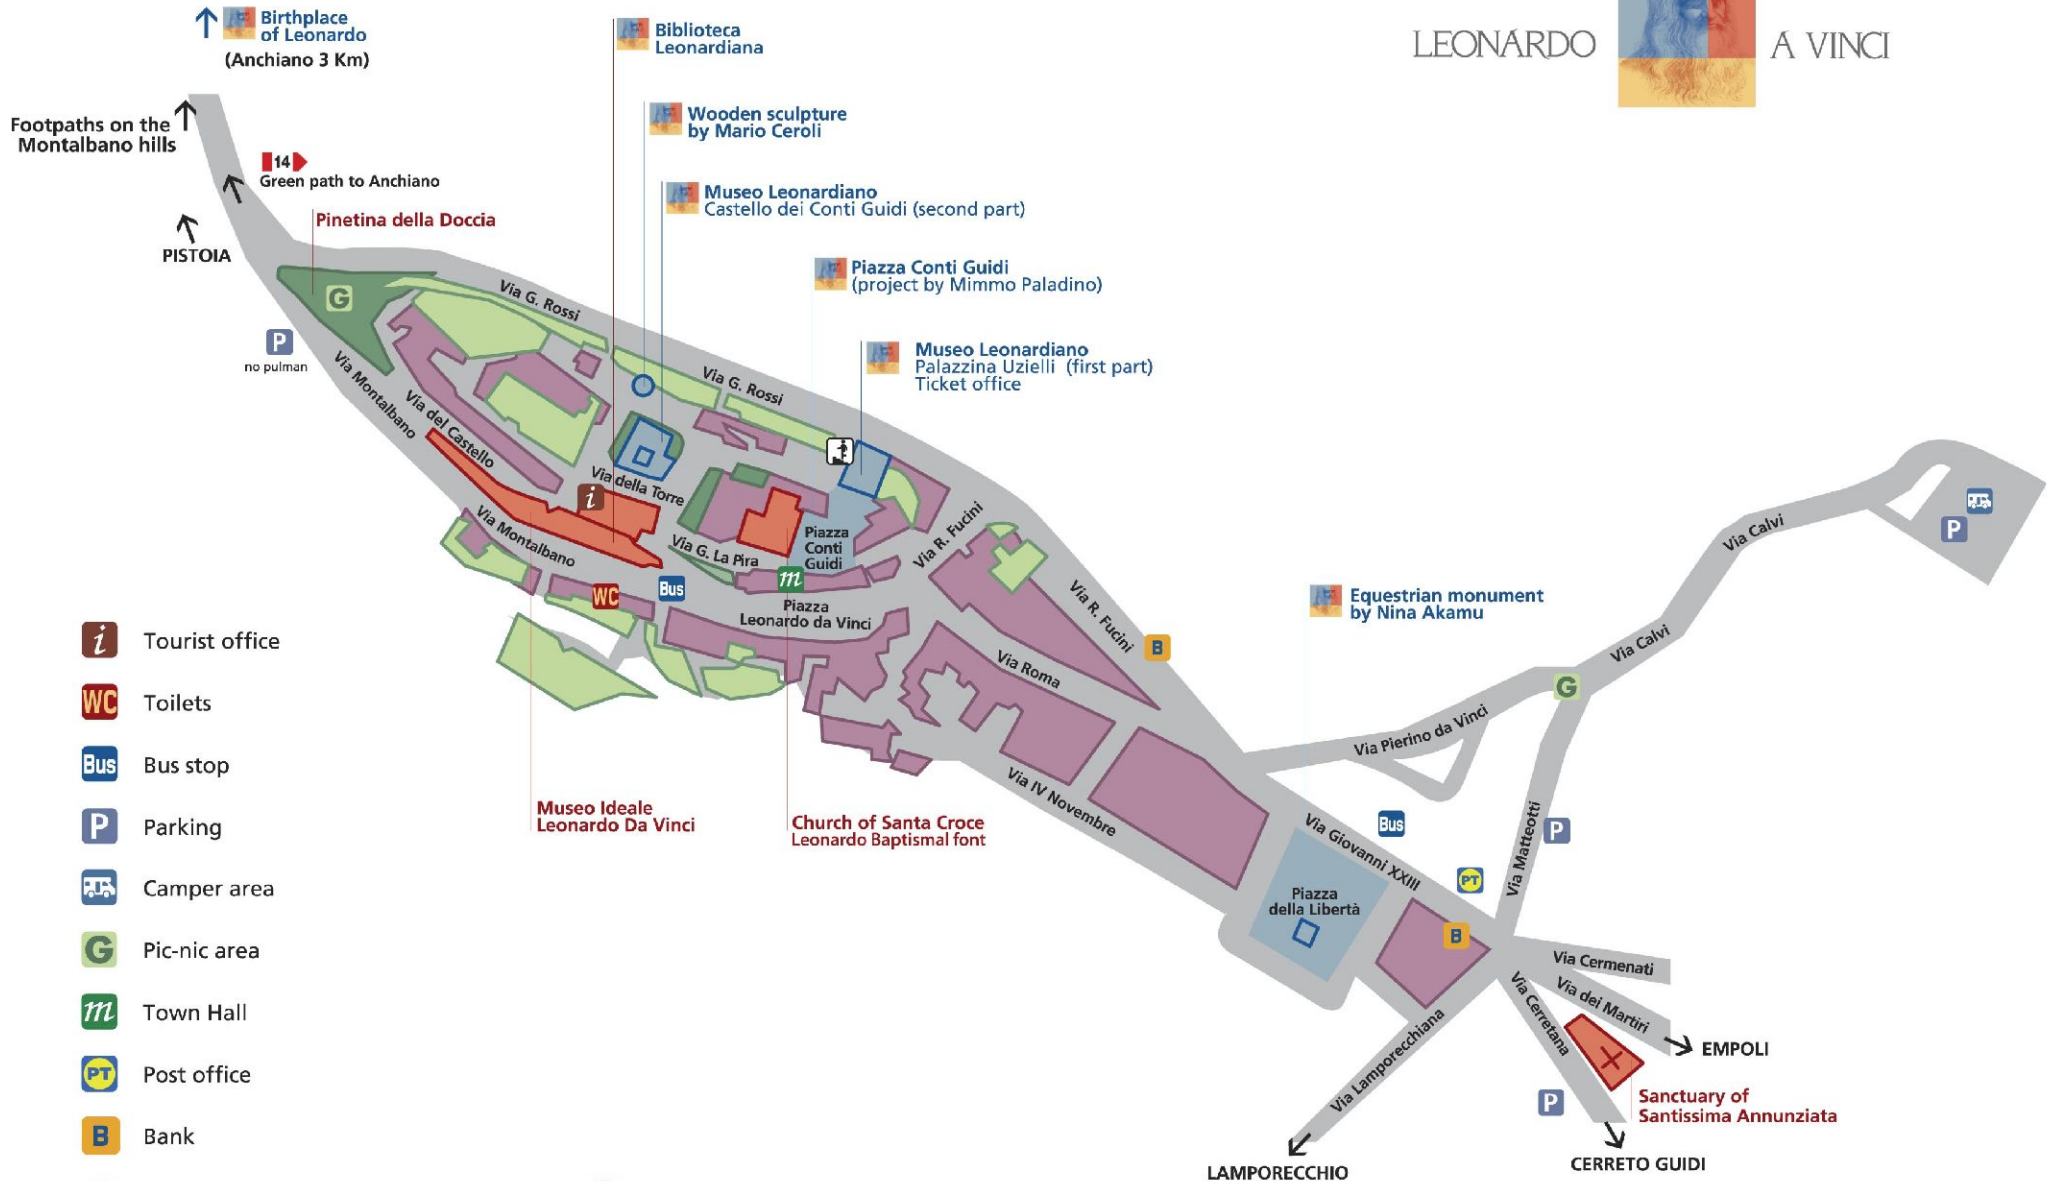 Birthplace
of Leonardo
(Anchiano 3 Km)
Biblioteca
Leonardiana
LEONARDO
A VINCI
Wooden sculpture
by Mario Ceroli
Footpaths on the
Montalbano hills
14
Green path to Anchiano
Museo Leonardiano
Castello dei Conti Guidi (second part)
Pinetina della Doccia
PISTOIA
Piazza Conti Guidi
(project by Mimmo Paladino)
G
Via G. Rossi
P
no pulman
Museo Leonardiano
Palazzina Uzielli (first part)
Ticket office
Via G. Rossi
Via Montalbano
Via del Castello
Via della Torre
i
Via Montalbano
Via G. La Pira
Piazza
Conti
Guidi
Via R. Fucini
m
WC
Bus
Piazza
Leonardo da Vinci
Via R. Fucini
B
Via Roma
Via Calvi
P
Equestrian monument
by Nina Akamu
Via Calvi
G
Via Pierino da Vinci
i
Tourist office
WC
Toilets
Bus
Bus stop
P
Parking
Camper area
G
Pic-nic area
m
Town Hall
PT
Post office
B
Bank
Museo Ideale
Leonardo Da Vinci
Church of Santa Croce
Leonardo Baptismal font
Via IV Novembre
Via Giovanni XXIII
Bus
Via Matteotti
P
PT
Piazza
della Libertà
B
Via Cermenati
Via dei Martiri
Via Cerretana
EMPOLI
Via Lamporecchiana
P
Sanctuary of
Santissima Annunziata
LAMPORECCHIO
CERRETO GUIDI